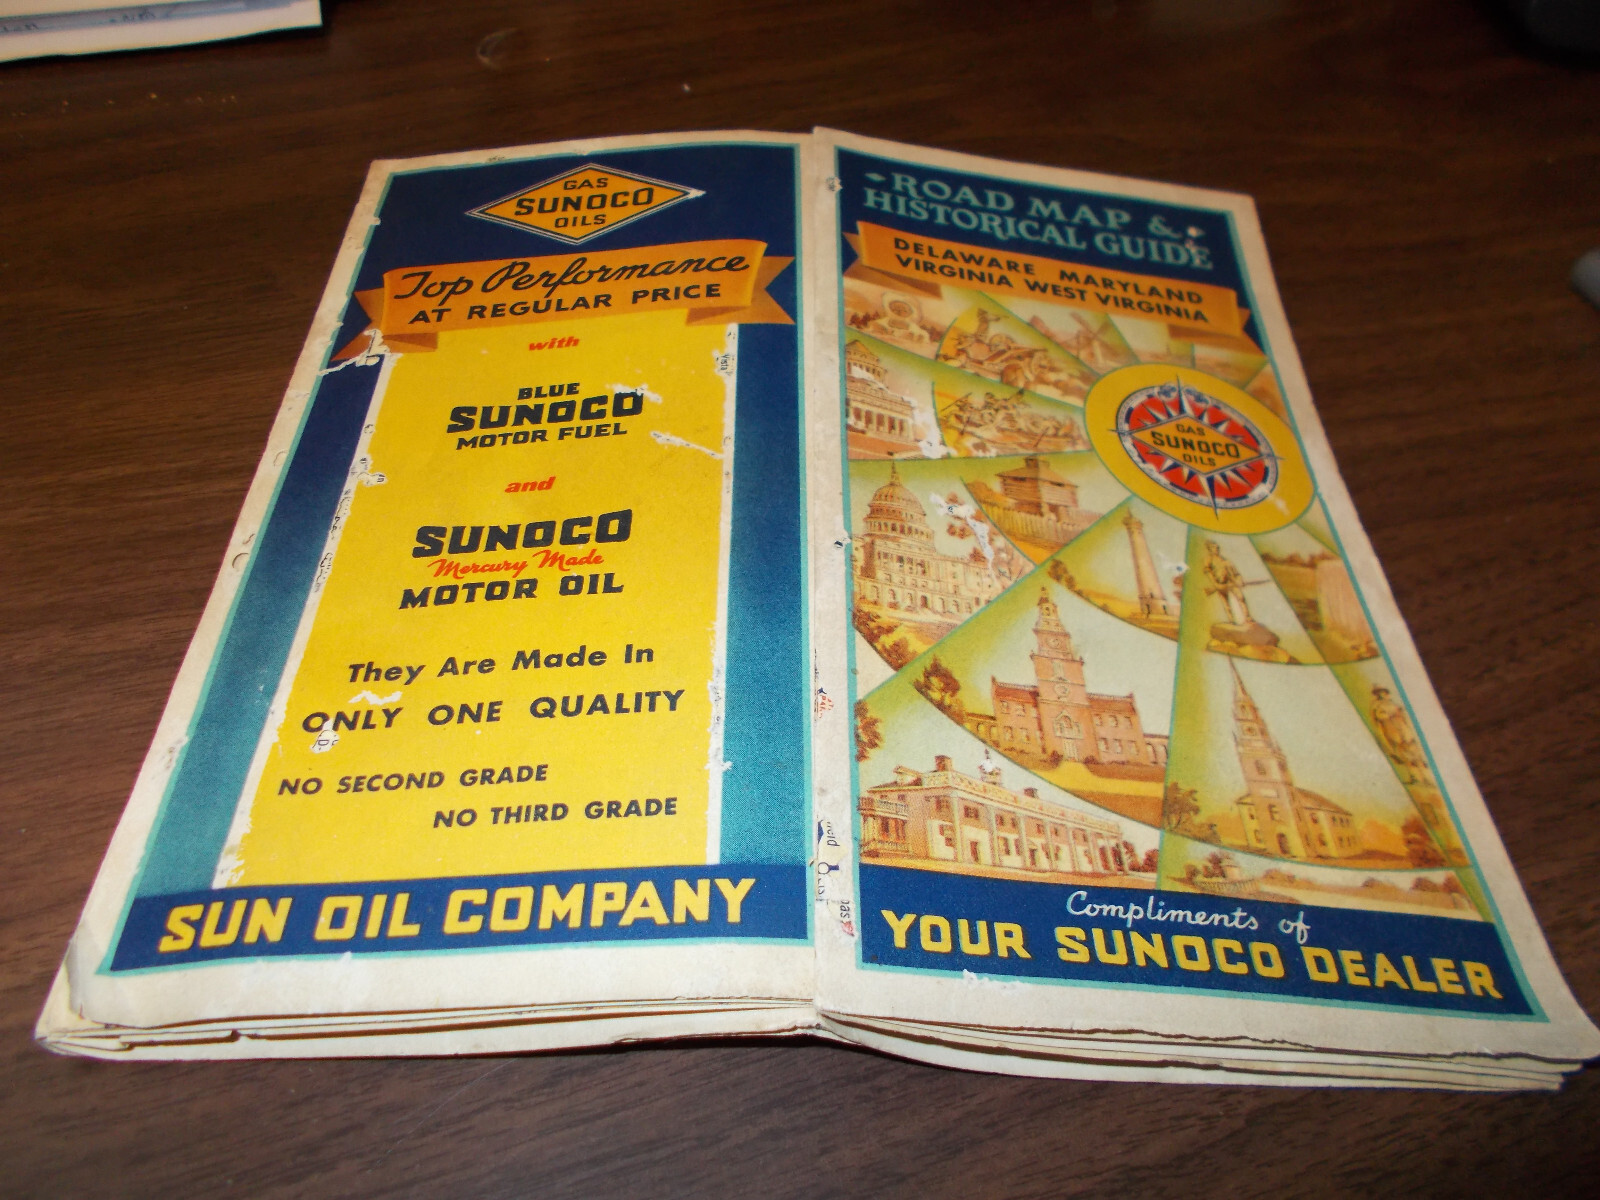 GAS
SUNOCO
OILS
Top Performance
AT REGULAR PRICE
with
BLUE
SUNOCO
MOTOR FUEL
and
SUNOCO
Mercury Made
MOTOR OIL
They Are Made In
ONLY ONE QUALITY
NO SECOND GRADE
NO THIRD GRADE
SUN OIL COMPANY
ROAD MAP &
HISTORICAL GUIDE
DELAWARE MARYLAND
VIRGINIA WEST VIRGINIA
GAS
SUNOCO
OILS
Compliments of
YOUR SUNOCO DEALER